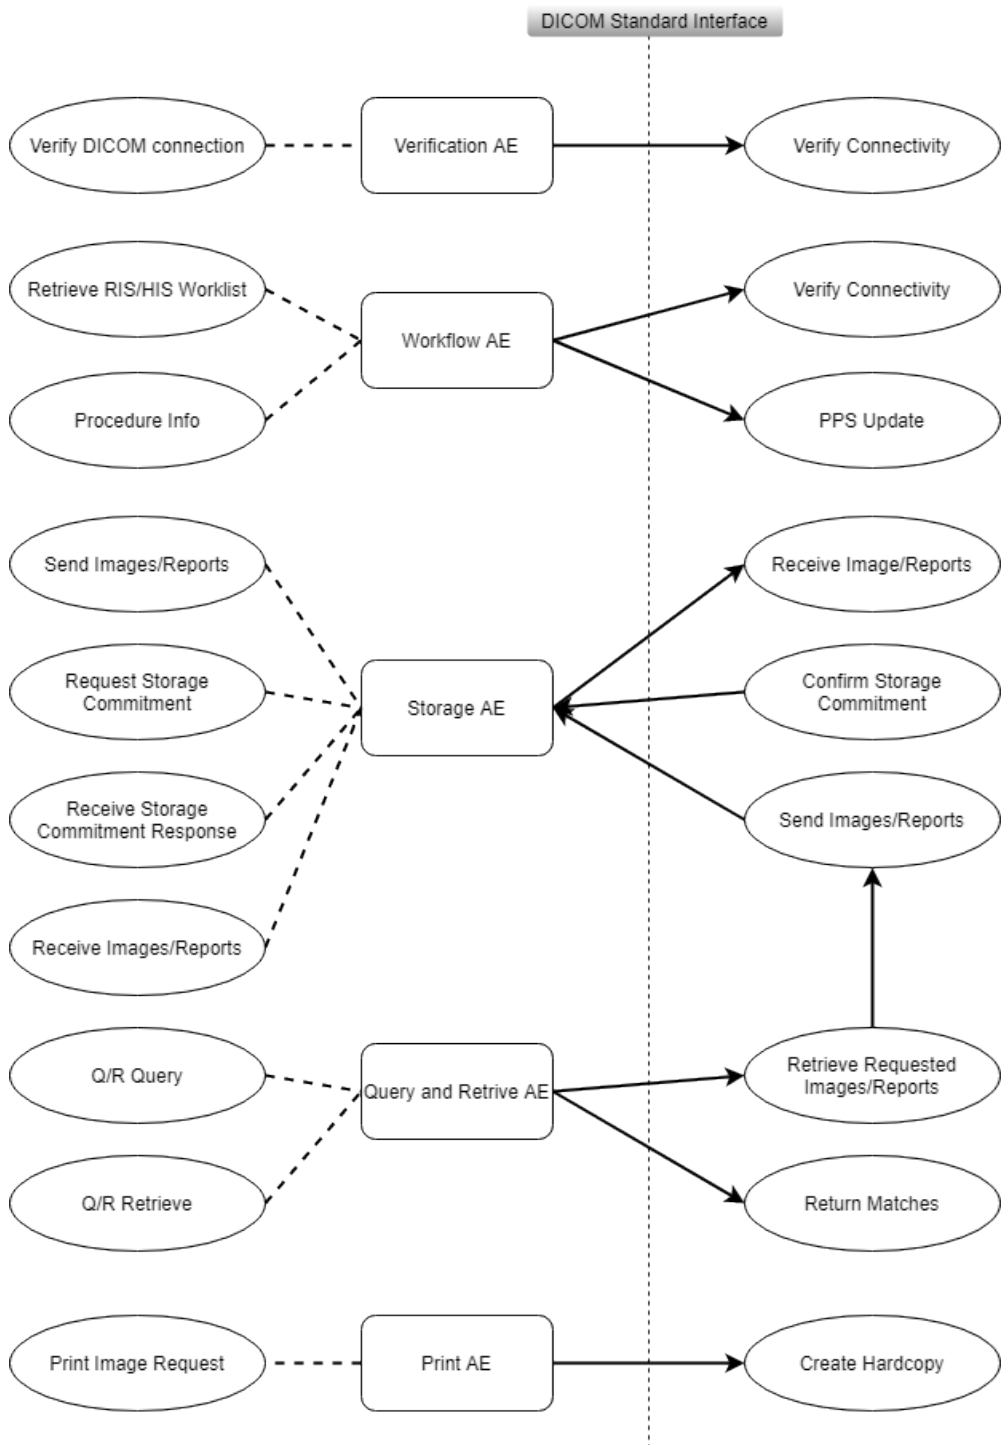 DICOM Standard Interface
Verify DICOM connection
Verification AE
Verify Connectivity
Retrieve RIS/HIS Worklist
Workflow AE
Verify Connectivity
Procedure Info
PPS Update
Send Images/Reports
Receive Image/Reports
Request Storage
Commitment
Storage AE
Confirm Storage
Commitment
Receive Storage
Commitment Response
Send Images/Reports
Receive Images/Reports
Q/R Query
Query and Retrive AE
Retrieve Requested
Images/Reports
Q/R Retrieve
Return Matches
Print Image Request
Print AE
Create Hardcopy